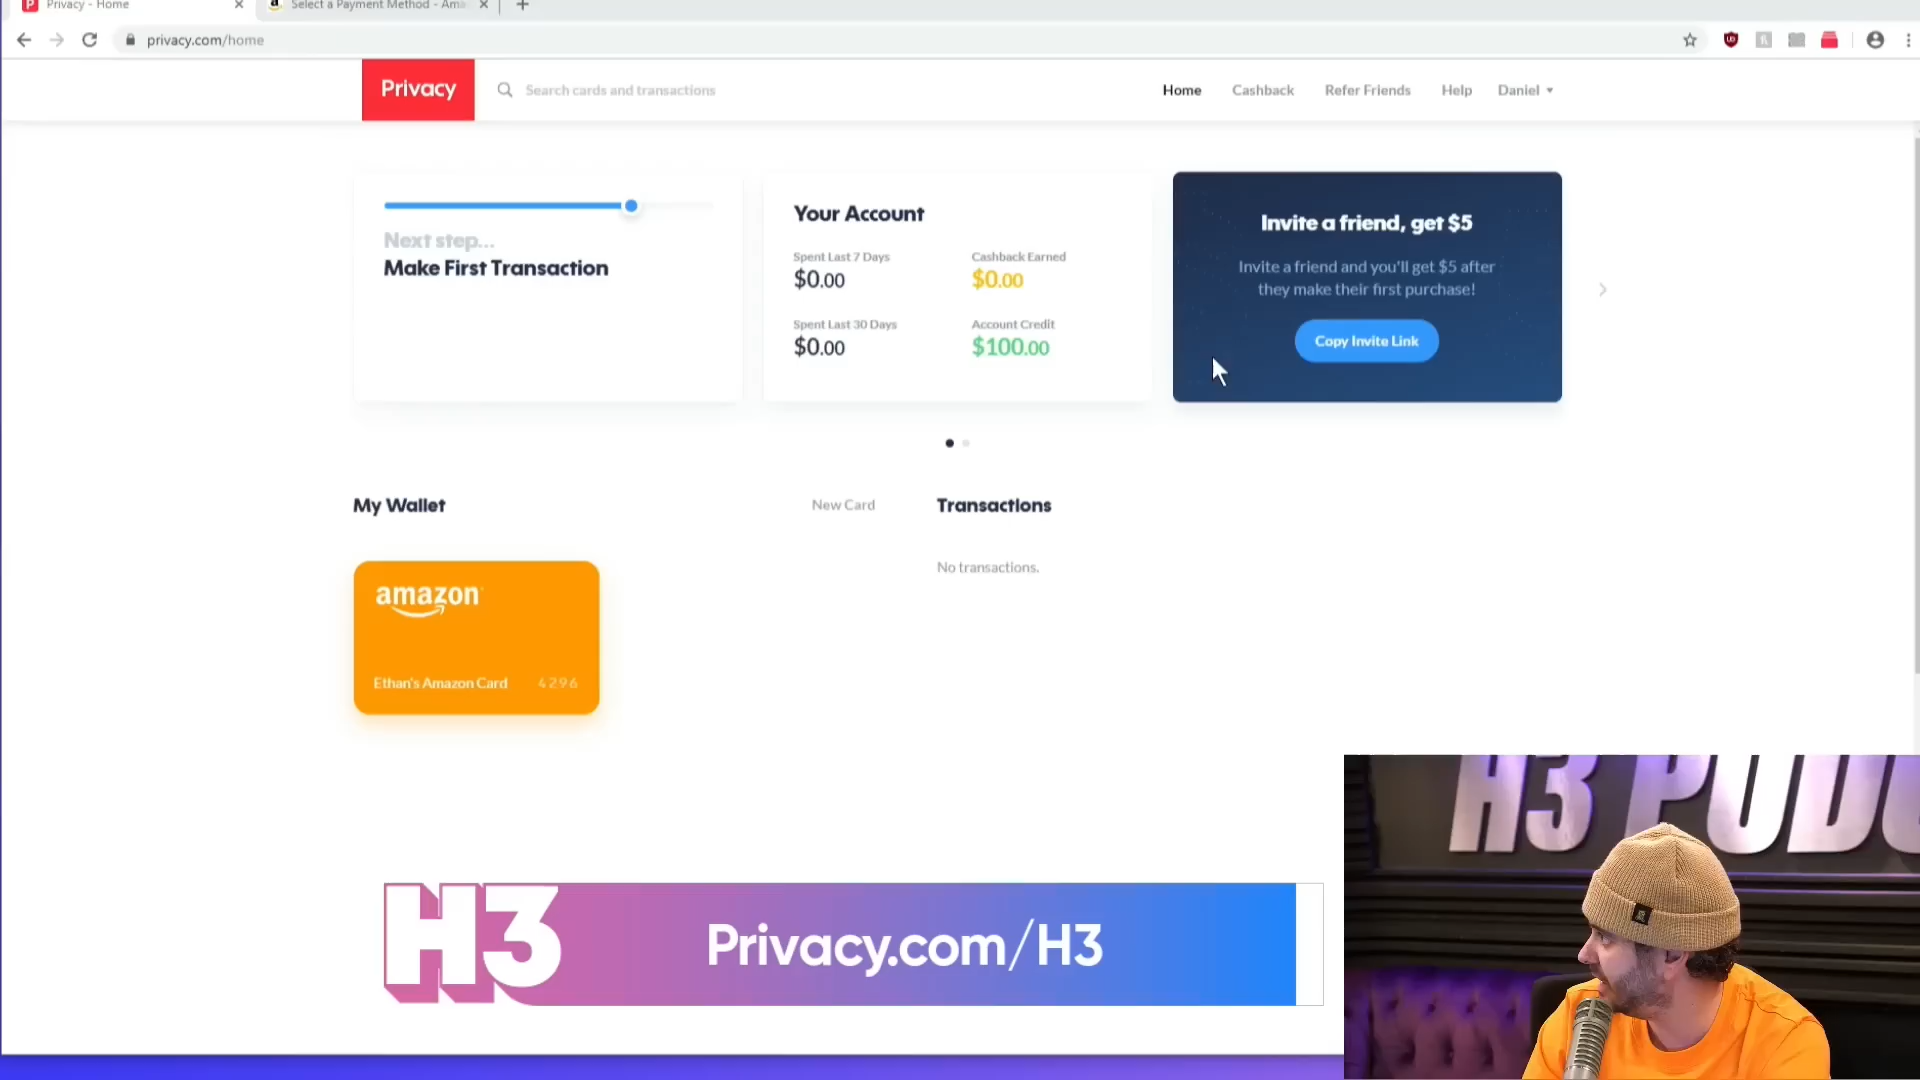 Privacy - Home
Select a Payment Method - Ama
privacy.com/home
Privacy
Search cards and transactions
Home
Cashback
Refer Friends
Help
Daniel
Next step...
Make First Transaction
Your Account
Spent Last 7 Days
$0.00
Cashback Earned
$0.00
Spent Last 30 Days
$0.00
Account Credit
$100.00
Invite a friend, get $5
Invite a friend and you'll get $5 after
they make their first purchase!
Copy Invite Link
My Wallet
New Card
Transactions
No transactions.
amazon
Ethan's Amazon Card
4296
H3
Privacy.com/H3
H3 PODC